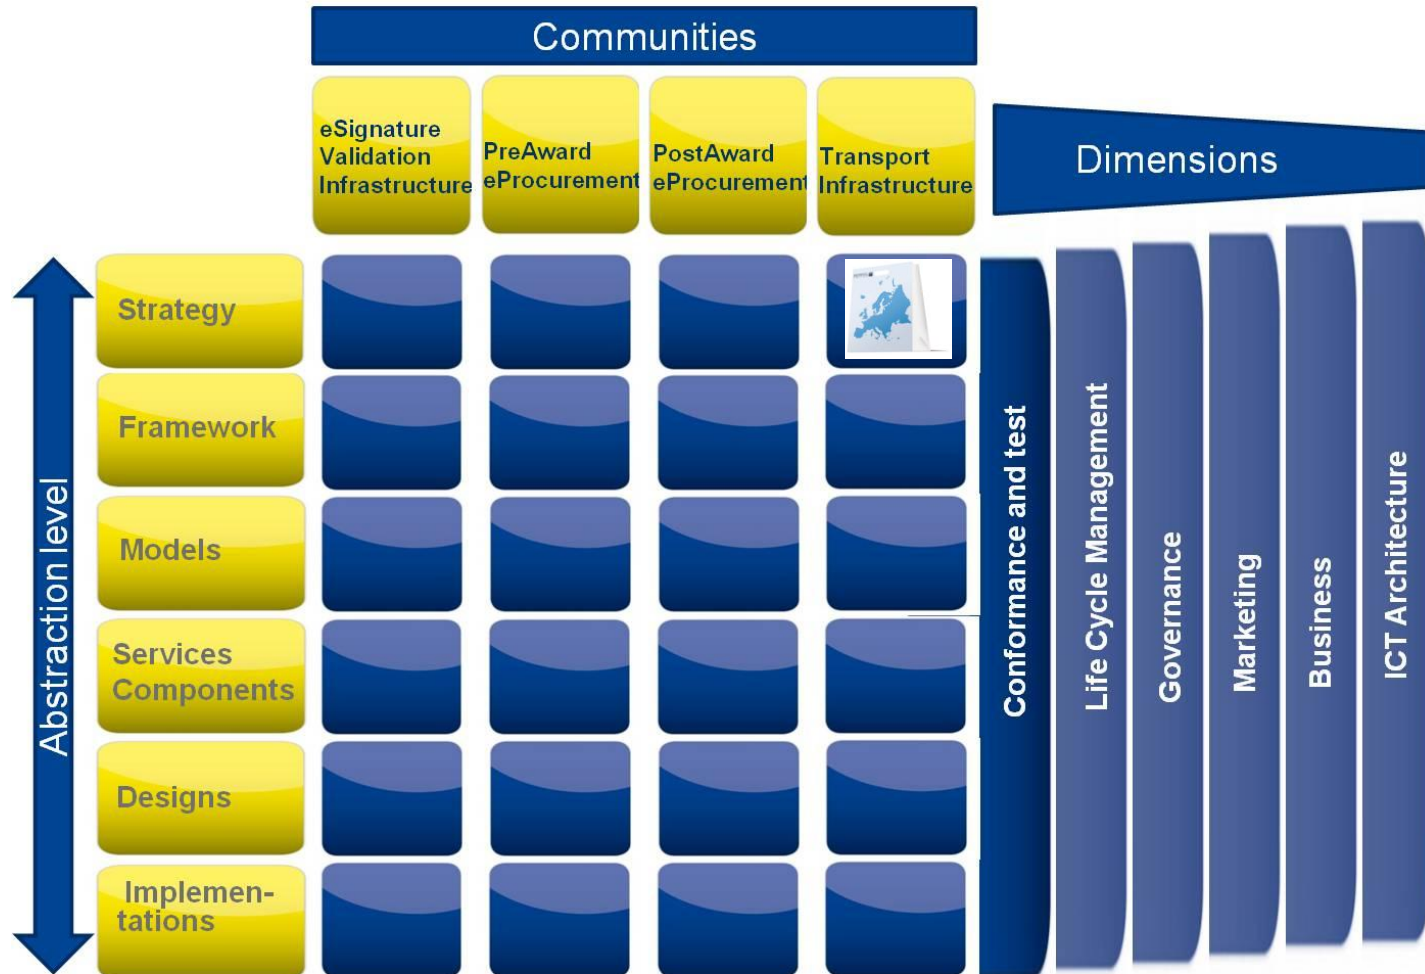 Communities
eSignature
Validation
Infrastructure
PreAward
eProcurement
PostAward
eProcurement
Transport
Infrastructure
Dimensions
Abstraction level
Strategy
Framework
Models
Services
Components
Designs
Implemen-
tations
Conformance and test
Life Cycle Management
Governance
Marketing
Business
ICT Architecture